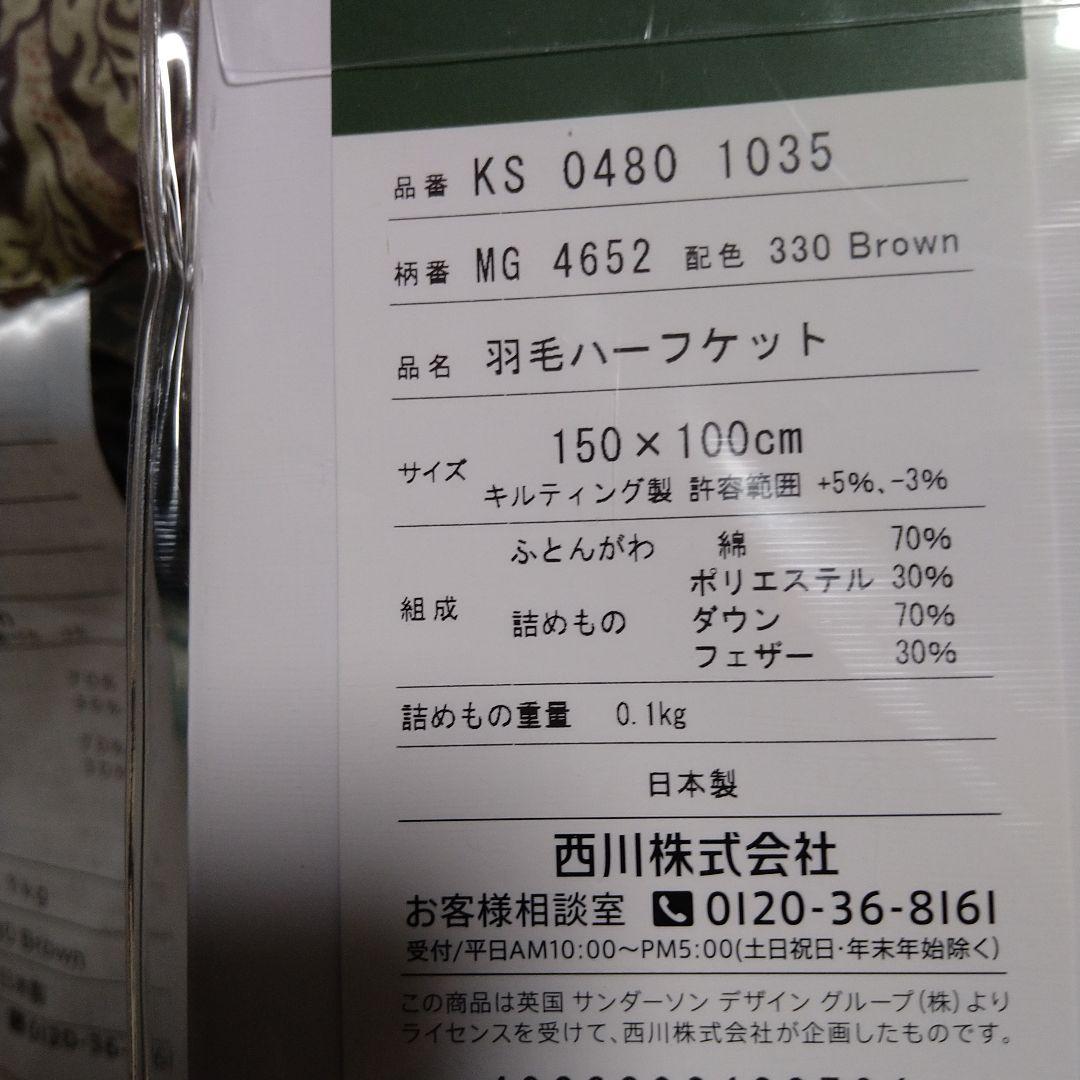 品番 KS 0480 1035
柄番 MG 4652 配色 330 Brown
品名 羽毛ハーフケット
サイズ 150×100cm
キルティング製 許容範囲 +5%、-3%
組成 ふとんがわ 綿 70%
ポリエステル 30%
詰めもの ダウン 70%
フェザー 30%
詰めもの重量 0.1kg
日本製
西川株式会社
お客様相談室 0120-36-8161
受付/平日AM10:00～PM5:00(土日祝日・年末年始除く)
この商品は英国 サンダーソン デザイン グループ(株)より
ライセンスを受けて、西川株式会社が企画したものです。
Brown